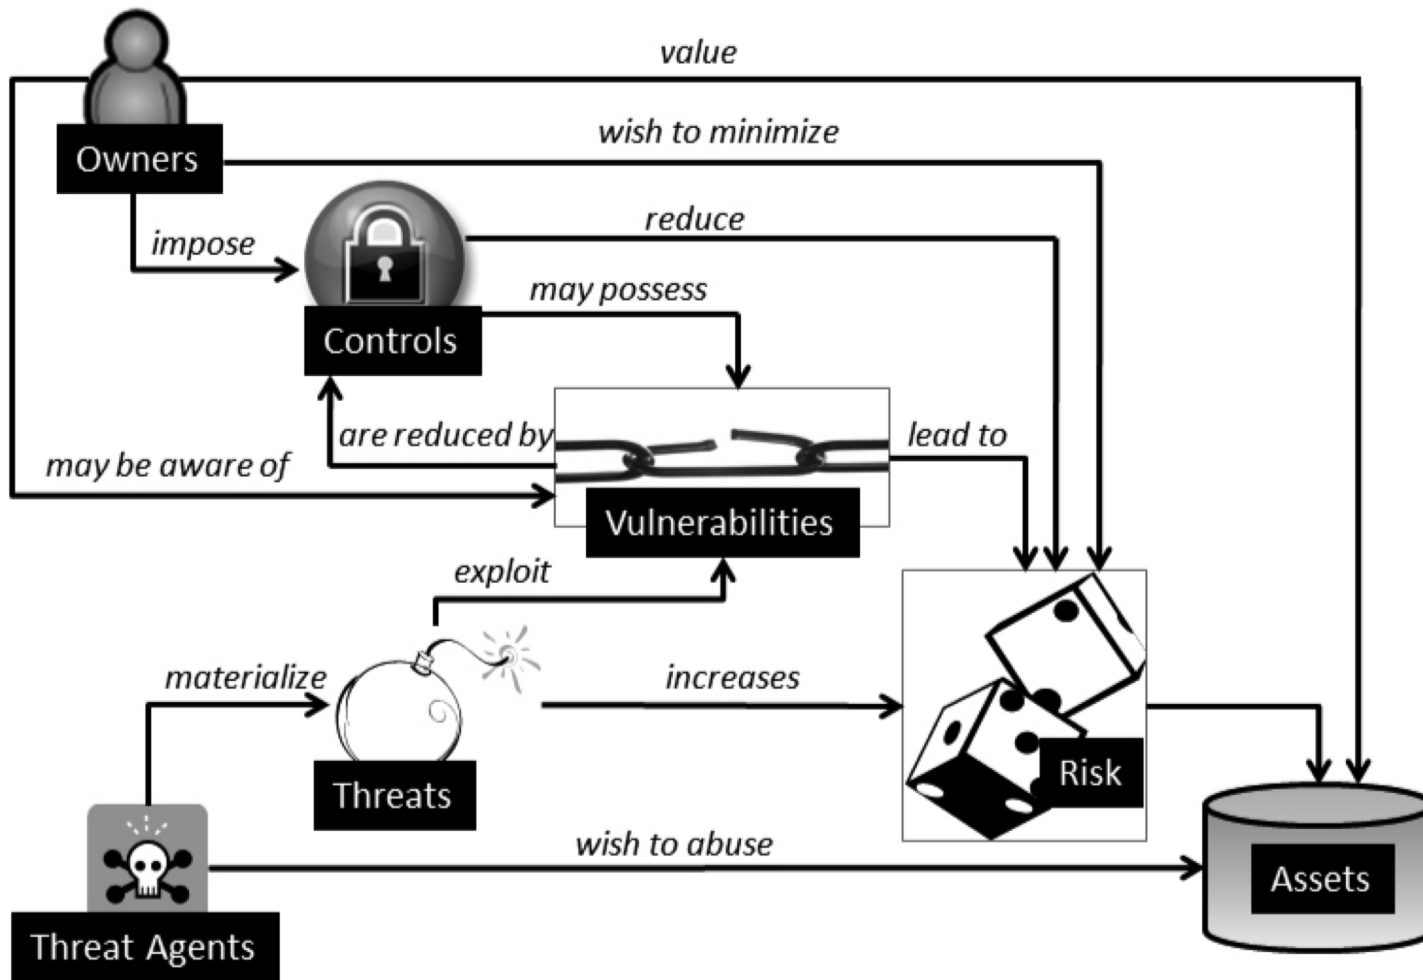 value
wish to minimize
Owners
reduce
impose
may possess
Controls
are reduced by
lead to
may be aware of
Vulnerabilities
exploit
materialize
increases
Risk
Threats
wish to abuse
Assets
Threat Agents